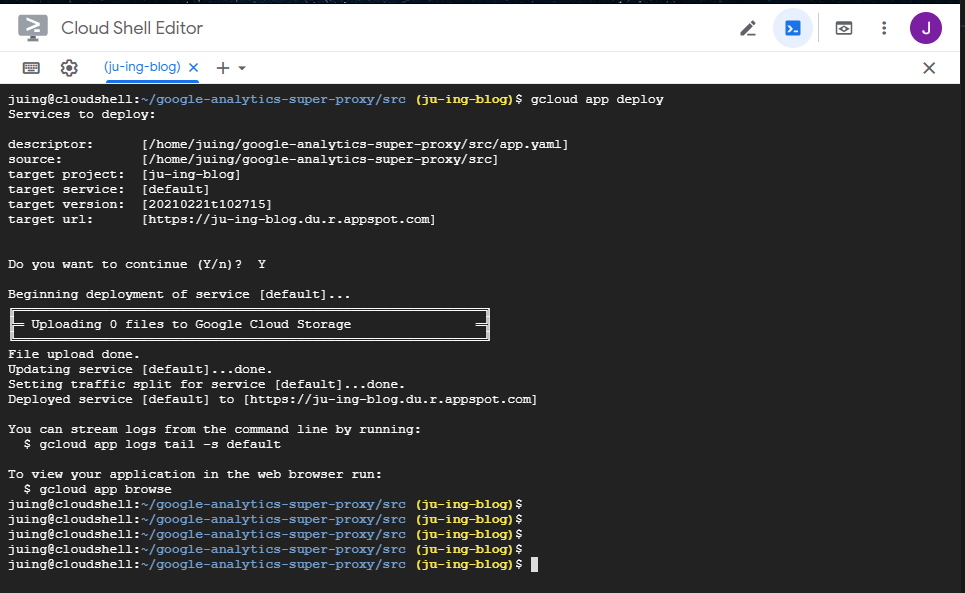 Cloud Shell Editor
J
(ju-ing-blog)
juing@cloudshell:~/google-analytics-super-proxy/src (ju-ing-blog)$ gcloud app deploy
Services to deploy:
descriptor:      [/home/juing/google-analytics-super-proxy/src/app.yaml]
source:          [/home/juing/google-analytics-super-proxy/src]
target project:  [ju-ing-blog]
target service:  [default]
target version:  [20210221t102715]
target url:      [https://ju-ing-blog.du.r.appspot.com]
Do you want to continue (Y/n)?  Y
Beginning deployment of service [default]...
Uploading 0 files to Google Cloud Storage
File upload done.
Updating service [default]...done.
Setting traffic split for service [default]...done.
Deployed service [default] to [https://ju-ing-blog.du.r.appspot.com]
You can stream logs from the command line by running:
  $ gcloud app logs tail -s default
To view your application in the web browser run:
  $ gcloud app browse
juing@cloudshell:~/google-analytics-super-proxy/src (ju-ing-blog)$
juing@cloudshell:~/google-analytics-super-proxy/src (ju-ing-blog)$
juing@cloudshell:~/google-analytics-super-proxy/src (ju-ing-blog)$
juing@cloudshell:~/google-analytics-super-proxy/src (ju-ing-blog)$
juing@cloudshell:~/google-analytics-super-proxy/src (ju-ing-blog)$